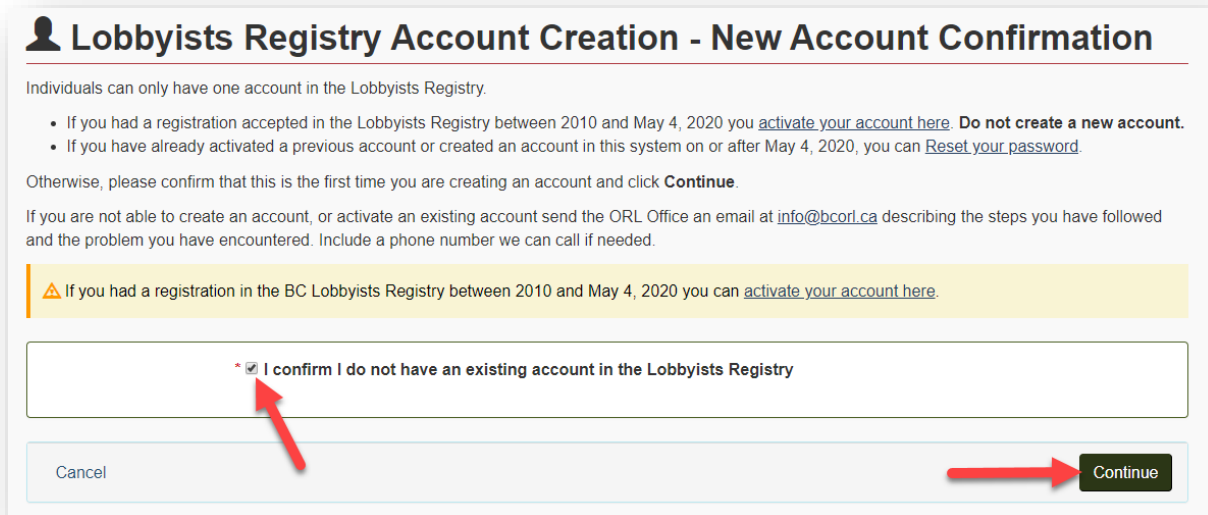 Lobbyists Registry Account Creation - New Account Confirmation
Individuals can only have one account in the Lobbyists Registry.
• If you had a registration accepted in the Lobbyists Registry between 2010 and May 4, 2020 you activate your account here. Do not create a new account.
• If you have already activated a previous account or created an account in this system on or after May 4, 2020, you can Reset your password.
Otherwise, please confirm that this is the first time you are creating an account and click Continue.
If you are not able to create an account, or activate an existing account send the ORL Office an email at info@bcorl.ca describing the steps you have followed
and the problem you have encountered. Include a phone number we can call if needed.
If you had a registration in the BC Lobbyists Registry between 2010 and May 4, 2020 you can activate your account here.
* I confirm I do not have an existing account in the Lobbyists Registry
Cancel
Continue